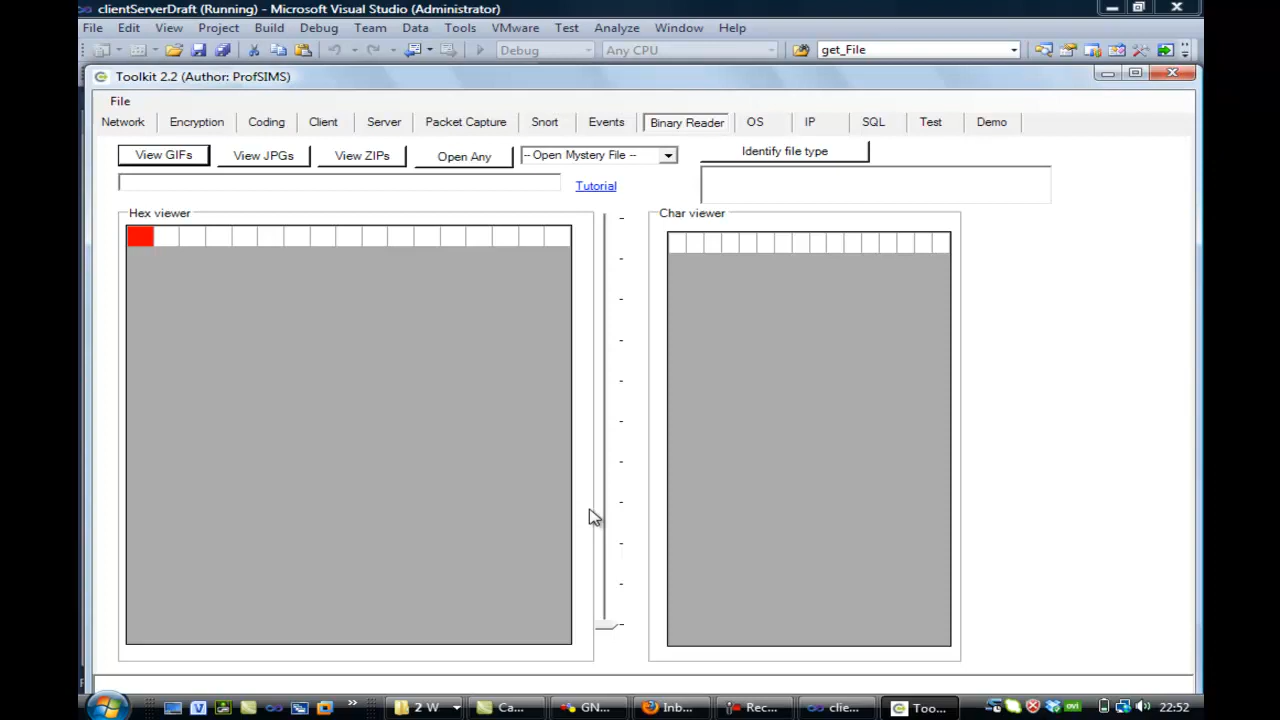 clientServerDraft (Running) - Microsoft Visual Studio (Administrator)
File Edit View Project Build Debug Team Data Tools VMware Test Analyze Window Help
Debug Any CPU get_File
Toolkit 2.2 (Author: ProfSIMS)
File
Network Encryption Coding Client Server Packet Capture Snort Events Binary Reader OS IP SQL Test Demo
View GIFs View JPGs View ZIPs Open Any -- Open Mystery File -- Identify file type
Tutorial
Hex viewer Char viewer
2 W Ca... GN... Inb... Rec... clie... Too... 22:52